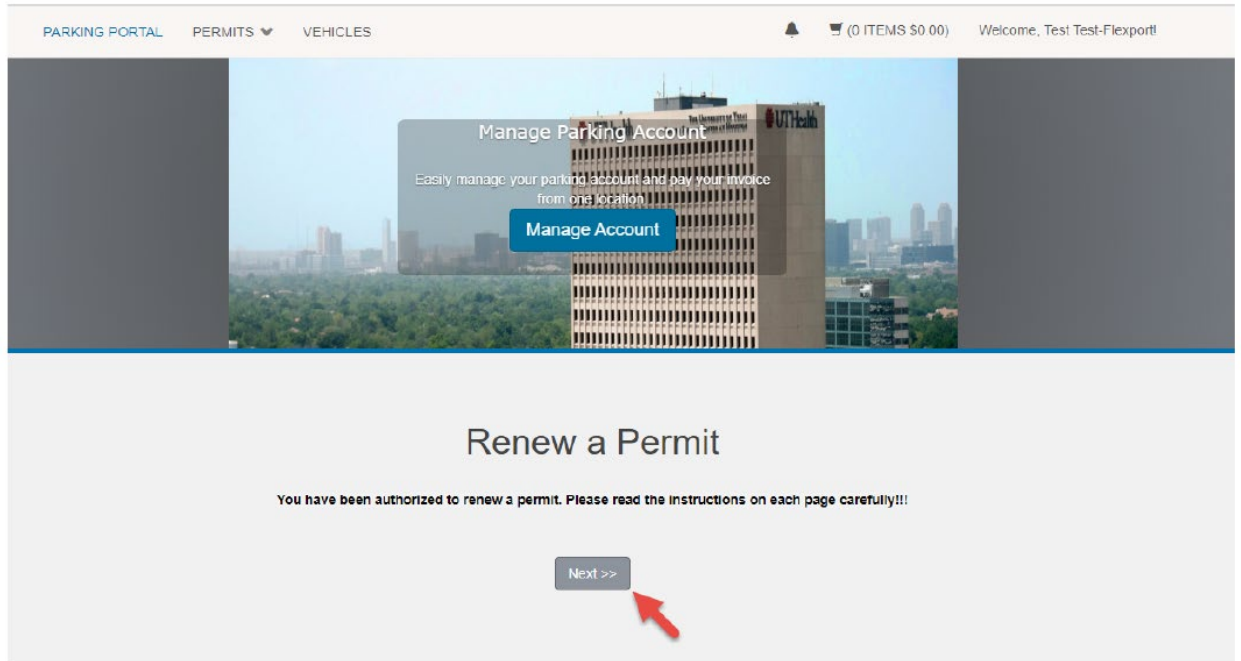 PARKING PORTAL PERMITS VEHICLES (0 ITEMS $0.00) Welcome, Test Test-Flexport!
Manage Parking Account
UTHealth
Easily manage your parking account and pay your invoice
from one location
Manage Account
Renew a Permit
You have been authorized to renew a permit. Please read the instructions on each page carefully!!!
Next >>